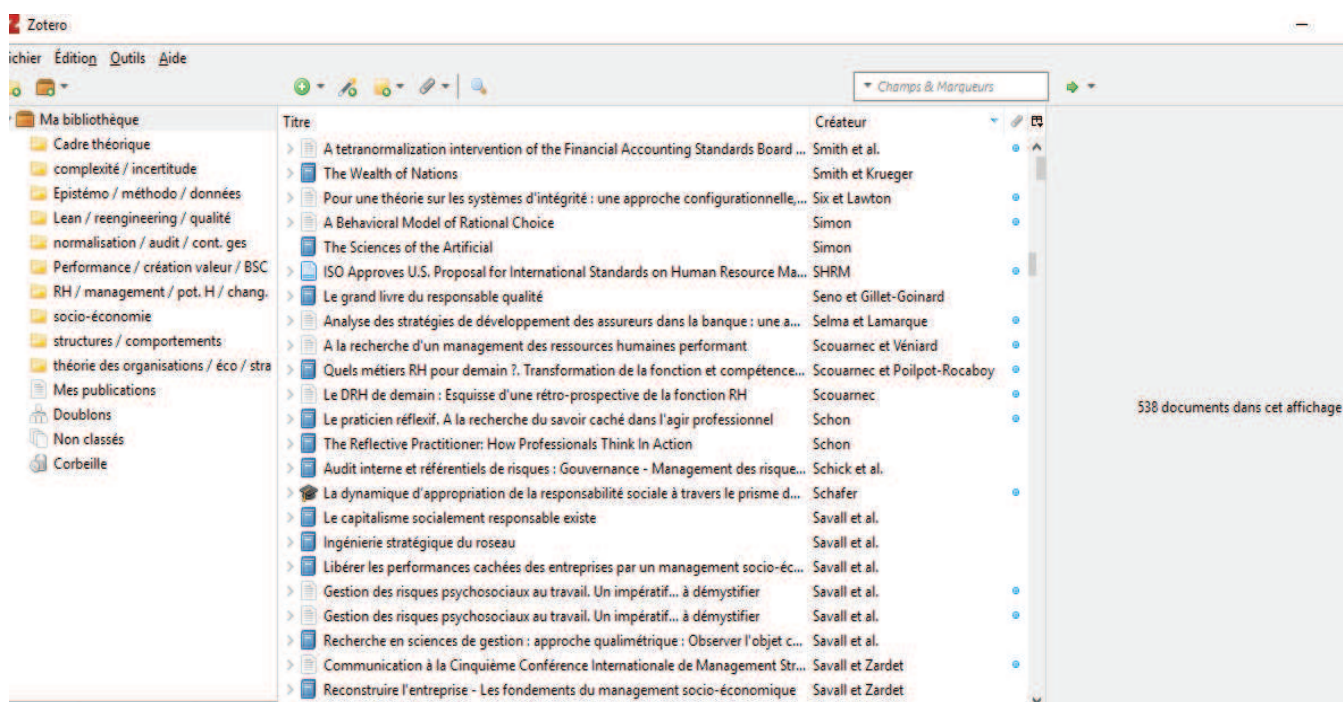 Zotero
ichier Édition Outils Aide
Champs & Marqueurs
Ma bibliothèque
Cadre théorique
complexité / incertitude
Epistémo / méthodo / données
Lean / reengineering / qualité
normalisation / audit / cont. ges
Performance / création valeur / BSC
RH / management / pot. H / chang.
socio-économie
structures / comportements
théorie des organisations / éco / stra
Mes publications
Doublons
Non classés
Corbeille
Titre Créateur
A tetranormalization intervention of the Financial Accounting Standards Board ... Smith et al.
The Wealth of Nations Smith et Krueger
Pour une théorie sur les systèmes d'intégrité : une approche configurationnelle,... Six et Lawton
A Behavioral Model of Rational Choice Simon
The Sciences of the Artificial Simon
ISO Approves U.S. Proposal for International Standards on Human Resource Ma... SHRM
Le grand livre du responsable qualité Seno et Gillet-Goinard
Analyse des stratégies de développement des assureurs dans la banque : une a... Selma et Lamarque
A la recherche d'un management des ressources humaines performant Scouarnec et Véniard
Quels métiers RH pour demain ?. Transformation de la fonction et compétence... Scouarnec et Poilpot-Rocaboy
Le DRH de demain : Esquisse d'une rétro-prospective de la fonction RH Scouarnec
Le praticien réflexif. A la recherche du savoir caché dans l'agir professionnel Schon
The Reflective Practitioner: How Professionals Think In Action Schon
Audit interne et référentiels de risques : Gouvernance - Management des risque... Schick et al.
La dynamique d'appropriation de la responsabilité sociale à travers le prisme d... Schafer
Le capitalisme socialement responsable existe Savall et al.
Ingénierie stratégique du roseau Savall et al.
Libérer les performances cachées des entreprises par un management socio-éc... Savall et al.
Gestion des risques psychosociaux au travail. Un impératif... à démystifier Savall et al.
Gestion des risques psychosociaux au travail. Un impératif... à démystifier Savall et al.
Recherche en sciences de gestion : approche qualimétrique : Observer l'objet c... Savall et al.
Communication à la Cinquième Conférence Internationale de Management Str... Savall et Zardet
Reconstruire l'entreprise - Les fondements du management socio-économique Savall et Zardet
538 documents dans cet affichage